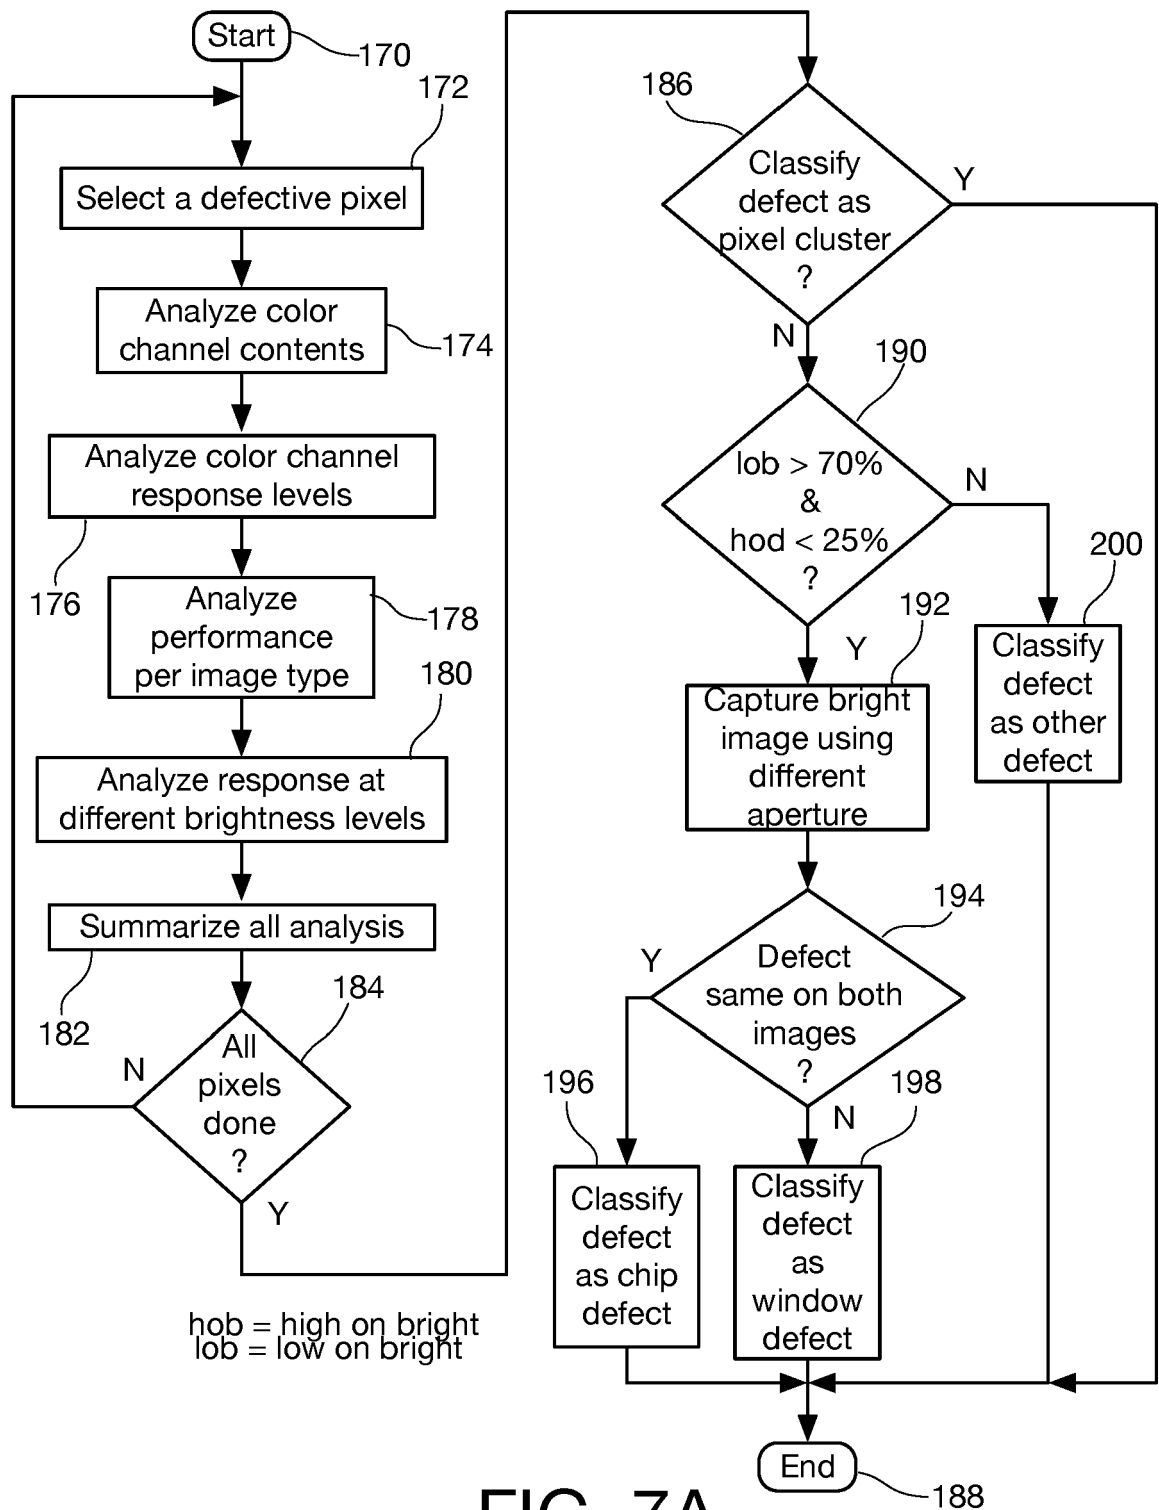 Start
170
172
Select a defective pixel
Analyze color
channel contents
174
Analyze color channel
response levels
176
Analyze
performance
per image type
178
180
Analyze response at
different brightness levels
Summarize all analysis
182
184
All
pixels
done
?
N
Y
hob = high on bright
lob = low on bright
186
Classify
defect as
pixel cluster
?
Y
N
190
lob > 70%
&
hod < 25%
?
N
Y
200
Classify
defect
as other
defect
192
Capture bright
image using
different
aperture
194
Defect
same on both
images
?
Y
N
196
Classify
defect
as chip
defect
198
Classify
defect
as
window
defect
End
188
FIG. 7A